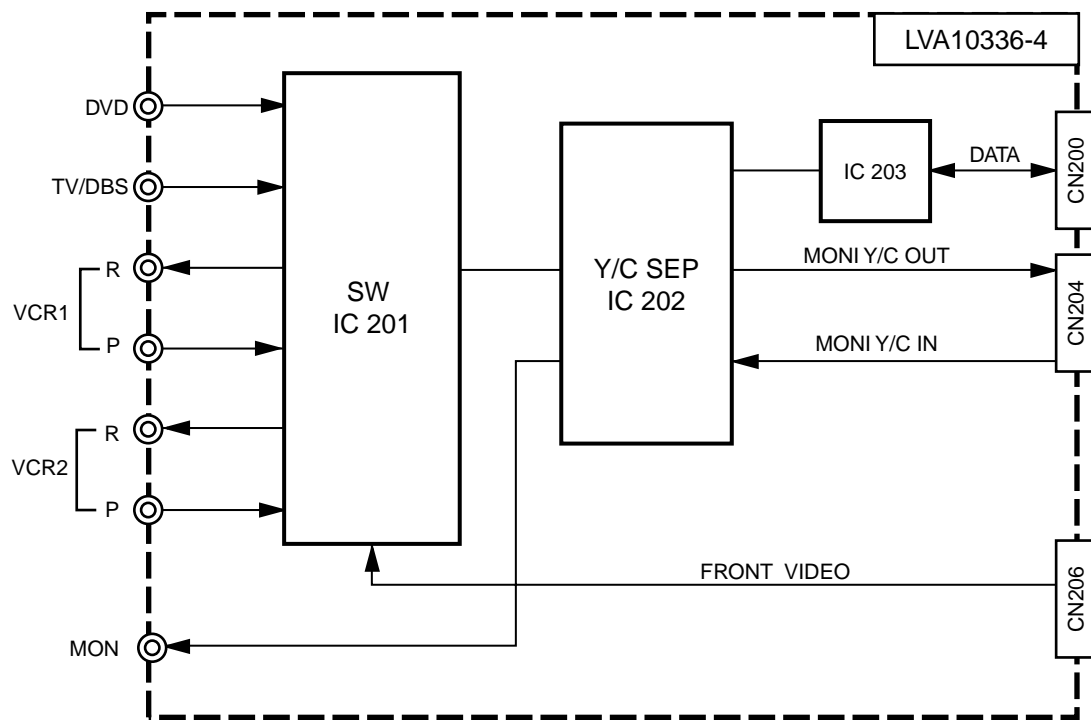 LVA10336-4
DVD
TV/DBS
VCR1
R
P
VCR2
R
P
MON
SW
IC 201
Y/C SEP
IC 202
IC 203
DATA
MONI Y/C OUT
MONI Y/C IN
FRONT VIDEO
CN200
CN204
CN206